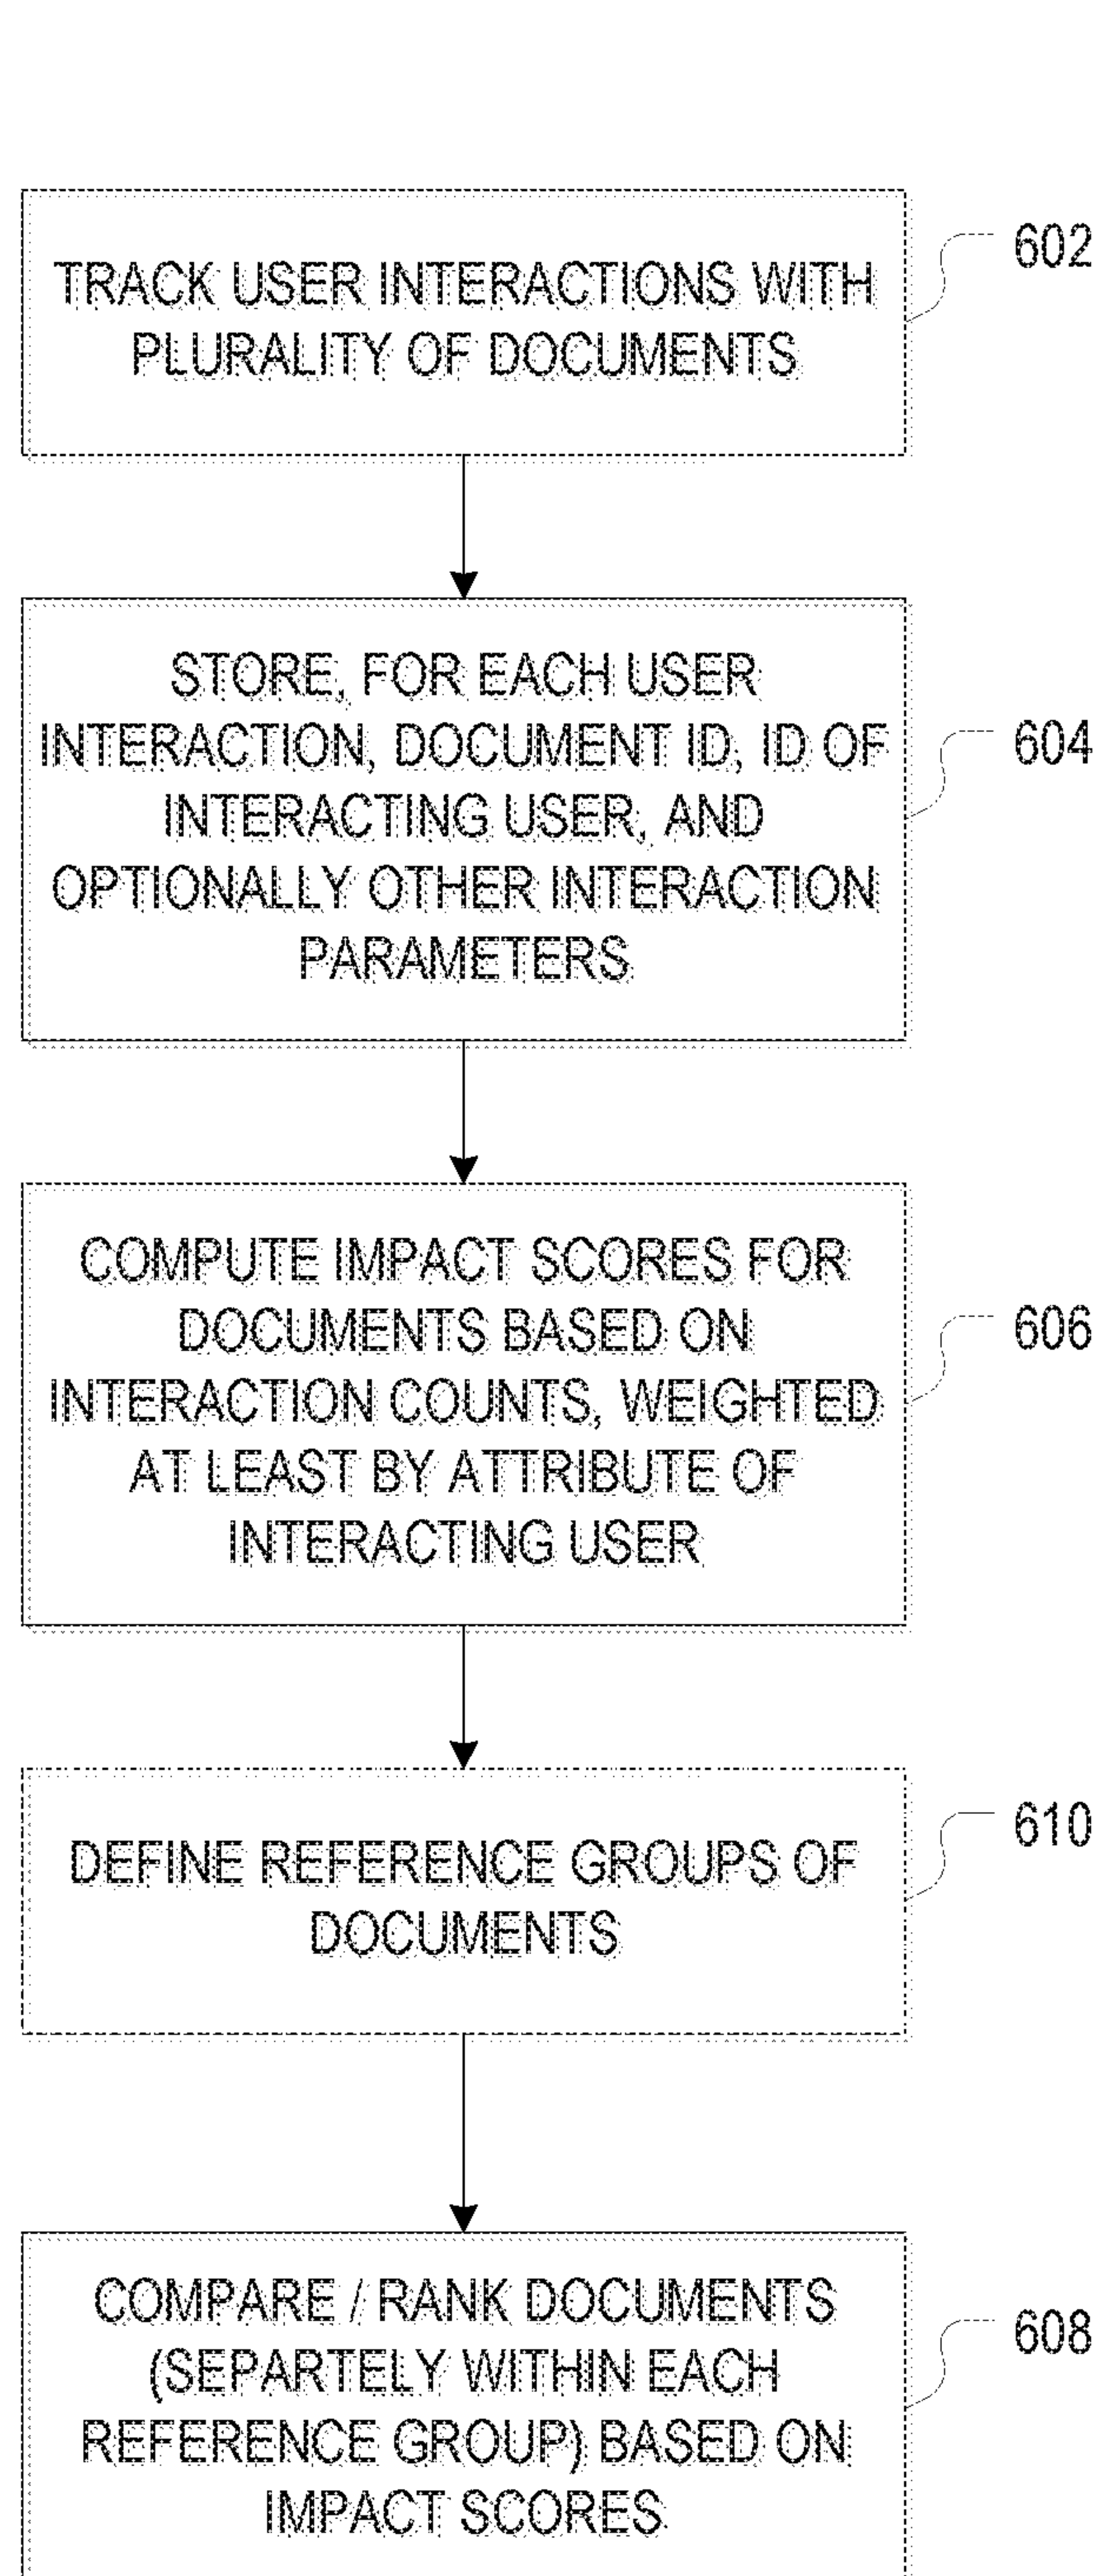 TRACK USER INTERACTIONS WITH
PLURALITY OF DOCUMENTS
602
STORE, FOR EACH USER
INTERACTION, DOCUMENT ID, ID OF
INTERACTING USER, AND
OPTIONALLY OTHER INTERACTION
PARAMETERS
604
COMPUTE IMPACT SCORES FOR
DOCUMENTS BASED ON
INTERACTION COUNTS, WEIGHTED
AT LEAST BY ATTRIBUTE OF
INTERACTING USER
606
DEFINE REFERENCE GROUPS OF
DOCUMENTS
610
COMPARE / RANK DOCUMENTS
(SEPARTELY WITHIN EACH
REFERENCE GROUP) BASED ON
IMPACT SCORES
608